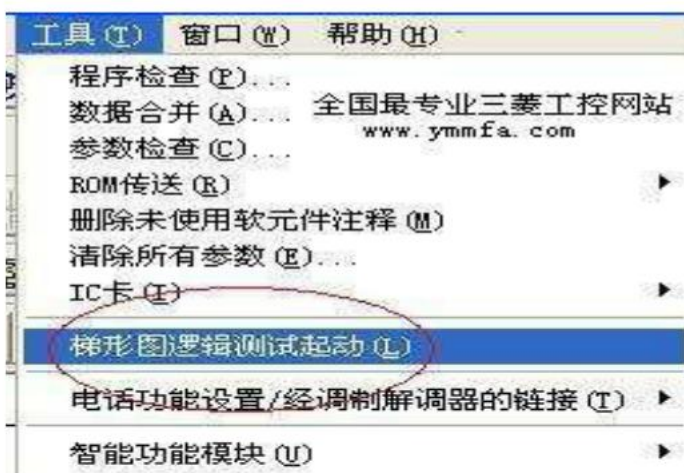 工具(T) 窗口(W) 帮助(H)
程序检查(P)...
数据合并(A)... 全国最专业三菱工控网站
参数检查(C)... www.ymmfa.com
ROM传送(R)
删除未使用软元件注释(M)
清除所有参数(E)...
IC卡(I)
梯形图逻辑测试起动(L)
电话功能设置/经调制解调器的链接(T)
智能功能模块(U)